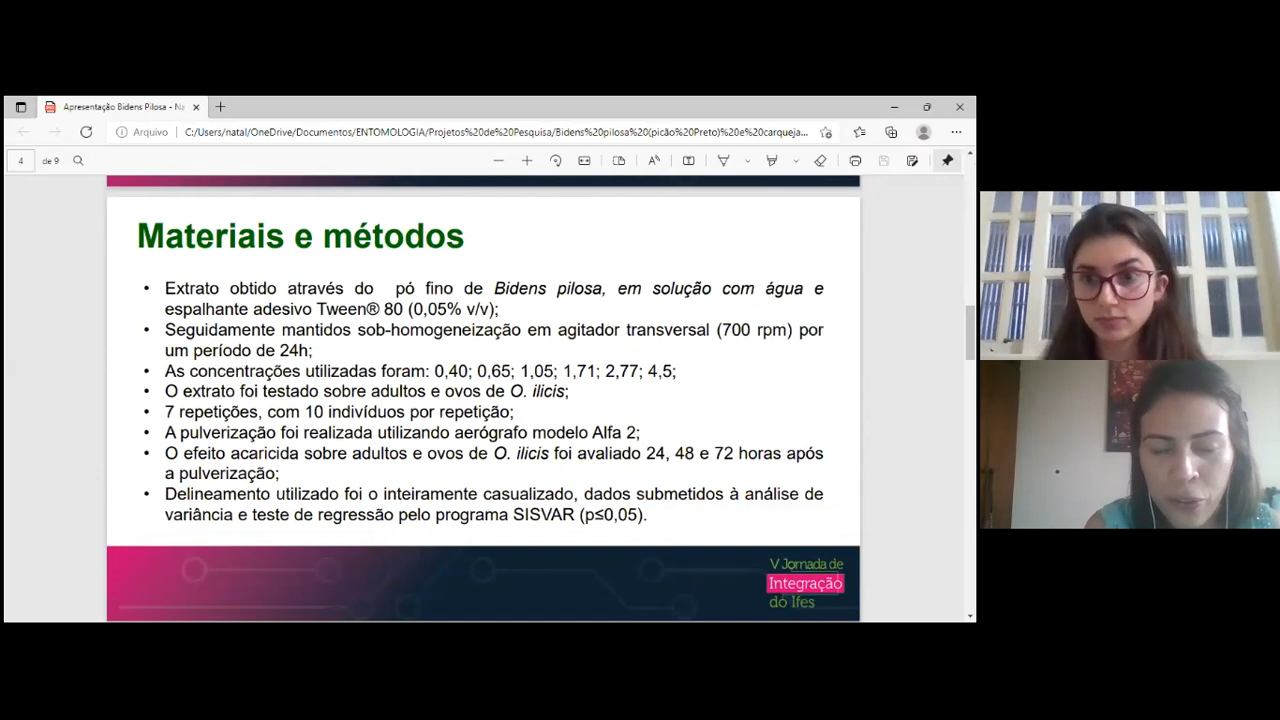 Apresentação Bidens Pilosa - Na
Arquivo
C:/Users/natal/OneDrive/Documentos/ENTOMOLOGIA/Projetos%20de%20Pesquisa/Bidens%20pilosa%20(picão%20Preto)%20e%20carqueja...
4
de 9
Materiais e métodos
• Extrato obtido através do pó fino de Bidens pilosa, em solução com água e
espalhante adesivo Tween® 80 (0,05% v/v);
• Seguidamente mantidos sob-homogeneização em agitador transversal (700 rpm) por
um período de 24h;
• As concentrações utilizadas foram: 0,40; 0,65; 1,05; 1,71; 2,77; 4,5;
• O extrato foi testado sobre adultos e ovos de O. ilicis;
• 7 repetições, com 10 indivíduos por repetição;
• A pulverização foi realizada utilizando aerógrafo modelo Alfa 2;
• O efeito acaricida sobre adultos e ovos de O. ilicis foi avaliado 24, 48 e 72 horas após
a pulverização;
• Delineamento utilizado foi o inteiramente casualizado, dados submetidos à análise de
variância e teste de regressão pelo programa SISVAR (p≤0,05).
V Jornada de
Integração
do Ifes